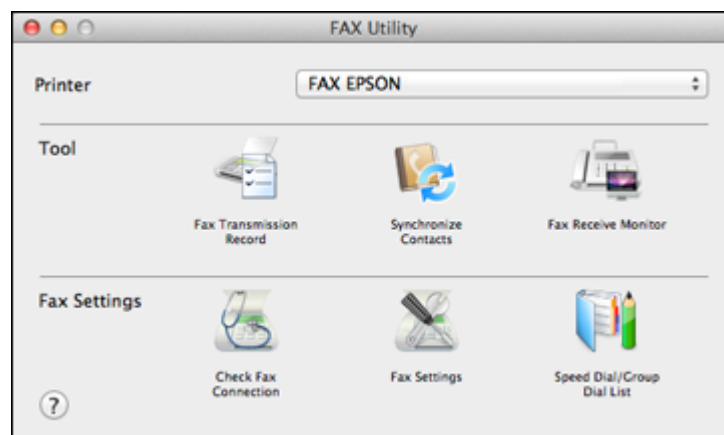 FAX Utility
Printer
FAX EPSON
Tool
Fax Transmission
Record
Synchronize
Contacts
Fax Receive Monitor
Fax Settings
Check Fax
Connection
Fax Settings
Speed Dial/Group
Dial List
?